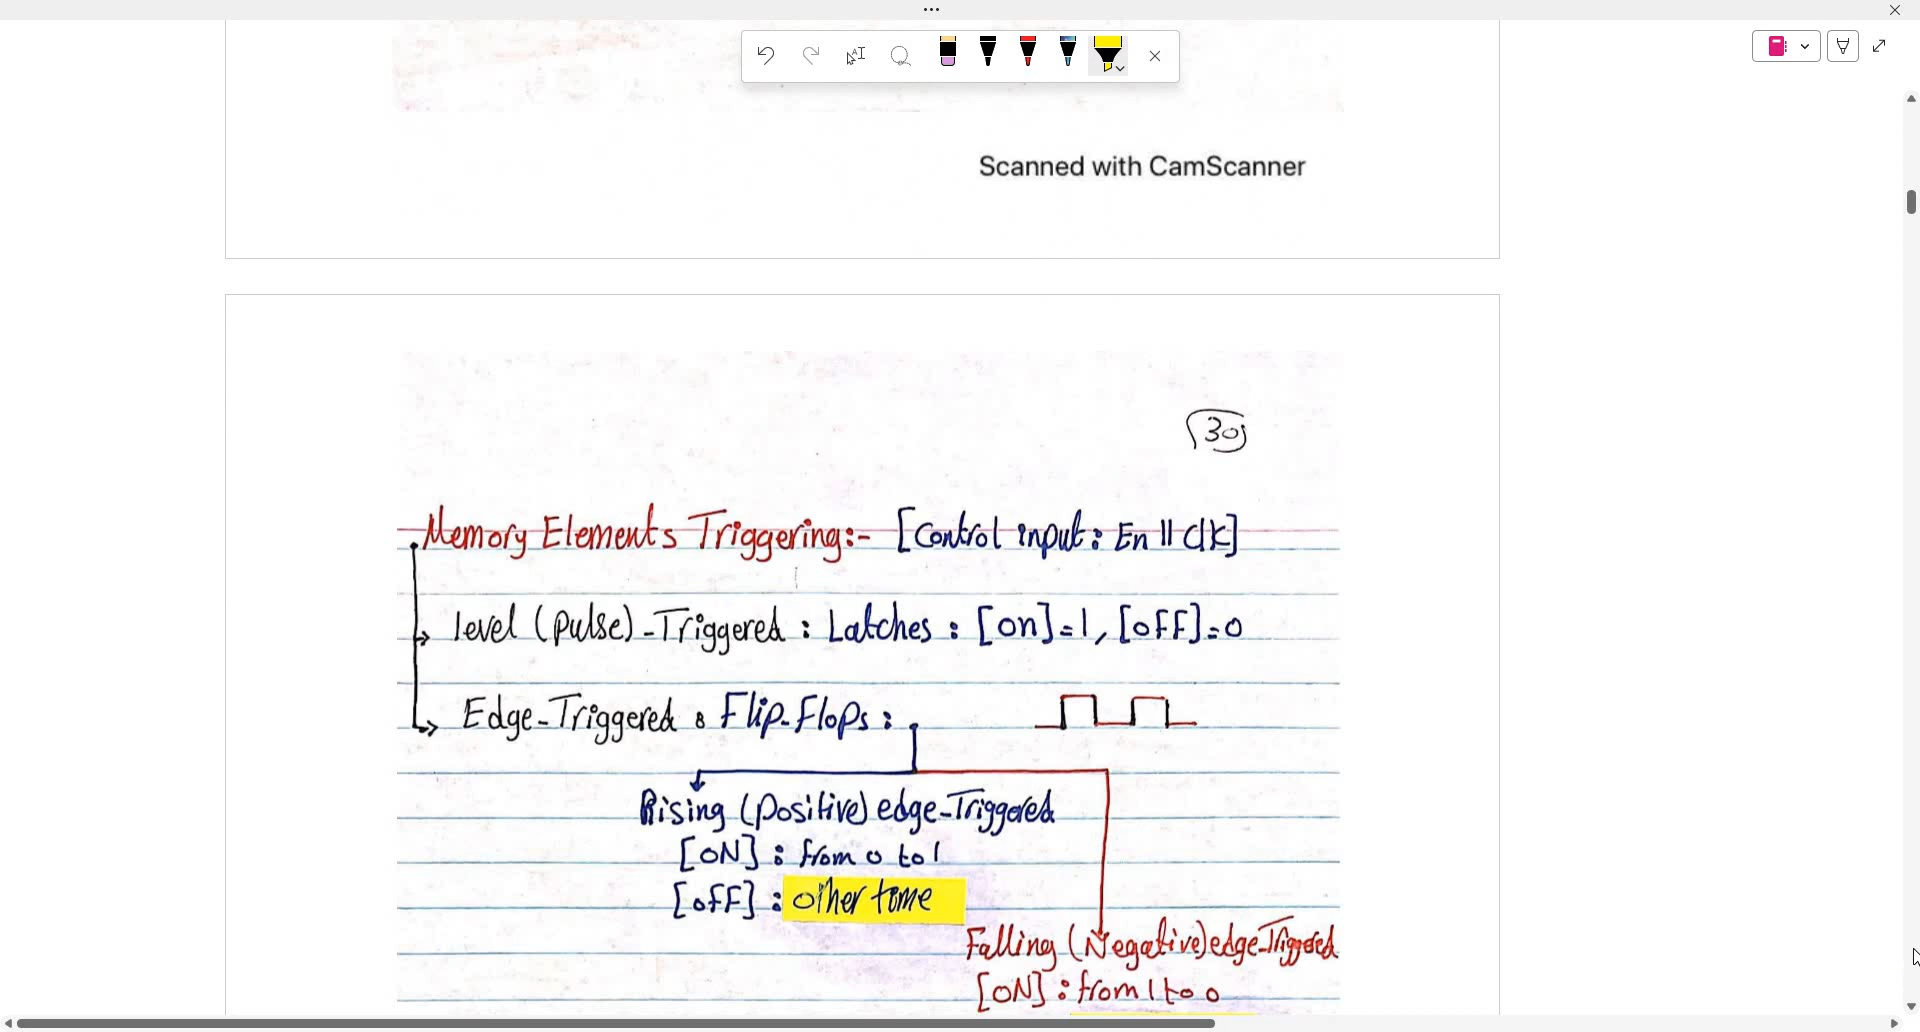 Scanned with CamScanner
30
Memory Elements Triggering:- [Control input: En || Clk]
level (pulse)-Triggered: Latches: [on]=1, [off]=0
Edge-Triggered: Flip-Flops:
Rising (positive) edge-Triggered
[ON]: from 0 to 1
[off]: other time
Falling (Negative) edge-Triggered
[ON]: from 1 to 0